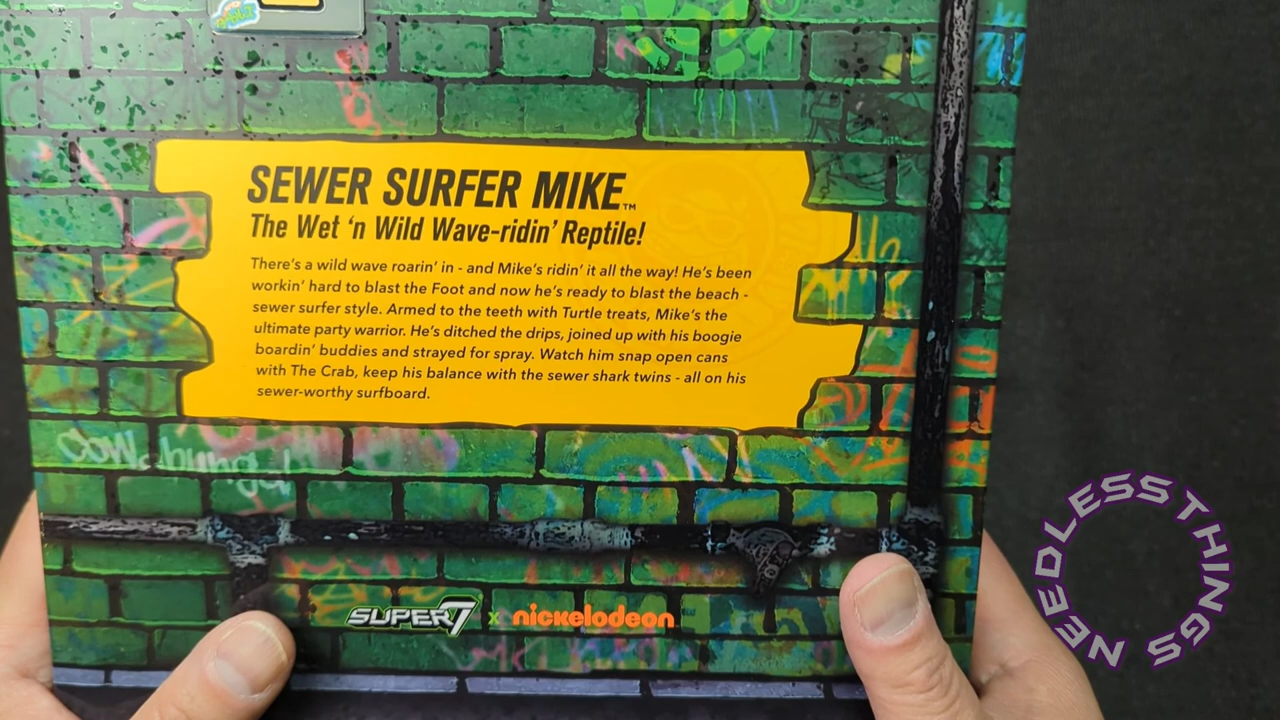 SEWER SURFER MIKE™
The Wet 'n Wild Wave-ridin' Reptile!
There's a wild wave roarin' in - and Mike's ridin' it all the way! He's been
workin' hard to blast the Foot and now he's ready to blast the beach -
sewer surfer style. Armed to the teeth with Turtle treats, Mike's the
ultimate party warrior. He's ditched the drips, joined up with his boogie
boardin' buddies and strayed for spray. Watch him snap open cans
with The Crab, keep his balance with the sewer shark twins - all on his
sewer-worthy surfboard.
SUPER7 x nickelodeon
NEEDLESS THINGS